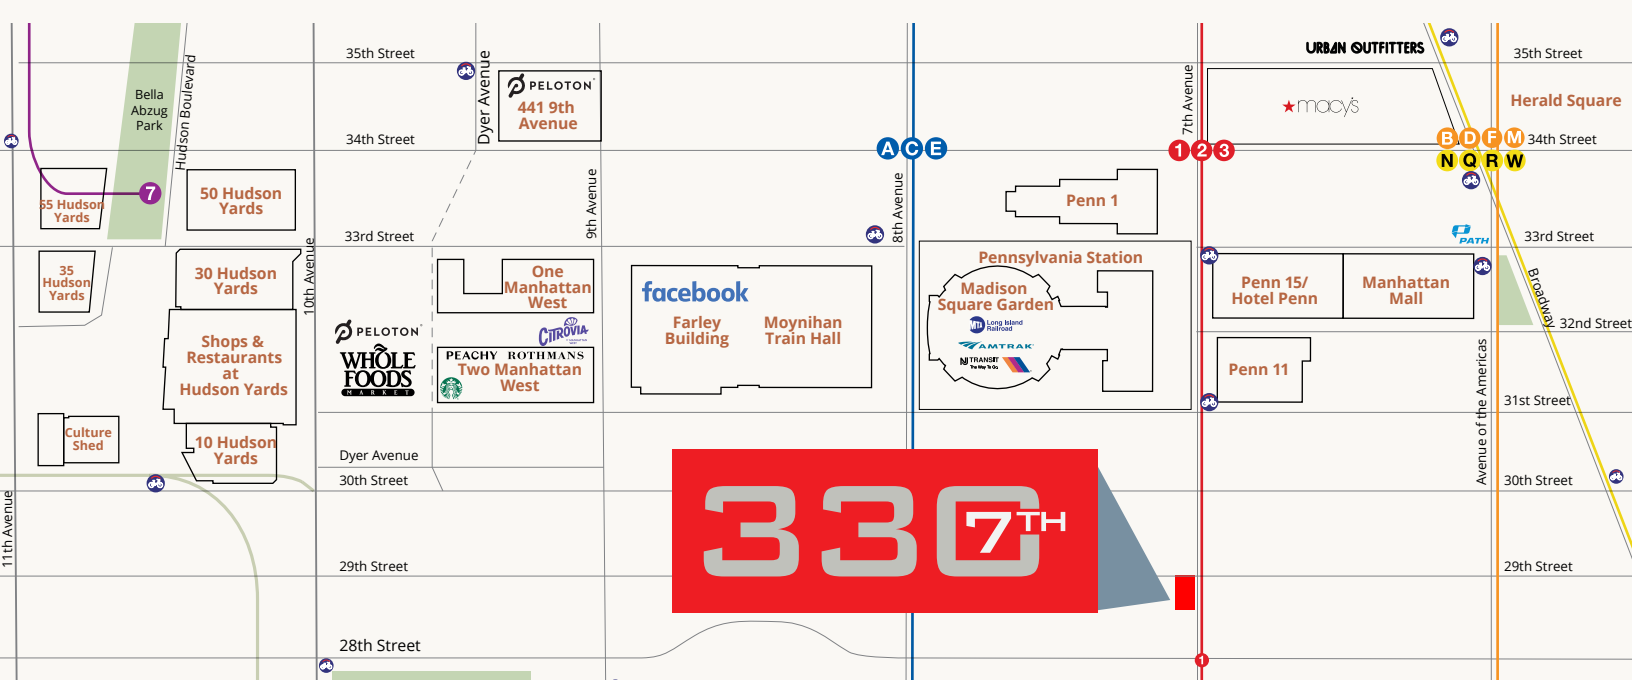 35th Street
Dyer Avenue
PELOTON
441 9th
Avenue
7th Avenue
URBAN OUTFITTERS
macy's
35th Street
Herald Square
Bella
Abzug
Park
Hudson Boulevard
34th Street
A C E
1 2 3
B D F M
N Q R W
34th Street
7
55 Hudson
Yards
50 Hudson
Yards
9th Avenue
8th Avenue
Penn 1
33rd Street
PATH
33rd Street
35
Hudson
Yards
30 Hudson
Yards
10th Avenue
One
Manhattan
West
facebook
Farley
Building
Moynihan
Train Hall
Pennsylvania Station
Madison
Square Garden
MTA
Long Island
Railroad
AMTRAK
NJ TRANSIT
The Way To Go
Penn 15/
Hotel Penn
Manhattan
Mall
Broadway
32nd Street
Shops &
Restaurants
at
Hudson Yards
PELOTON
WHOLE
FOODS
MARKET
CITROVIA
PEACHY ROTHMANS
Two Manhattan
West
Penn 11
Avenue of the Americas
31st Street
Culture
Shed
10 Hudson
Yards
Dyer Avenue
30th Street
30th Street
11th Avenue
330
7TH
29th Street
29th Street
28th Street
1